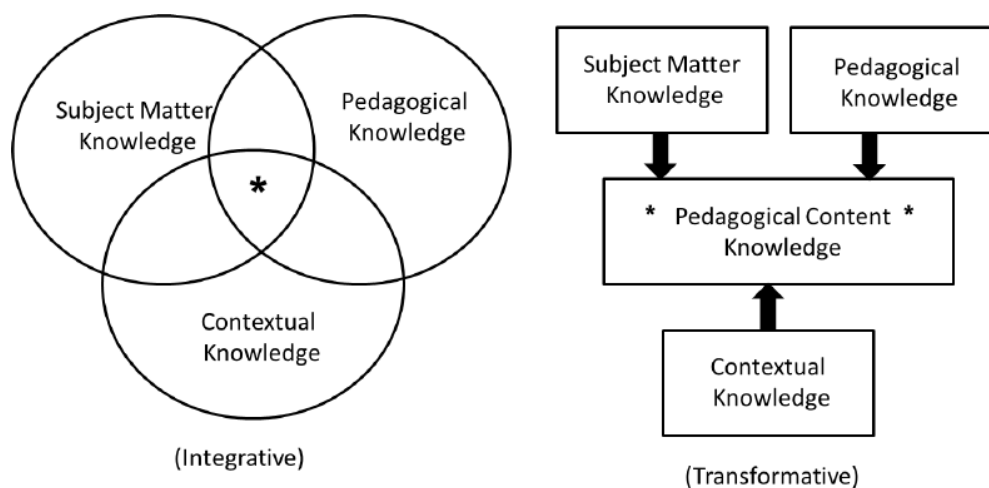 Subject Matter
Knowledge
Pedagogical
Knowledge
*
Contextual
Knowledge
(Integrative)
Subject Matter
Knowledge
Pedagogical
Knowledge
* Pedagogical Content *
Knowledge
Contextual
Knowledge
(Transformative)